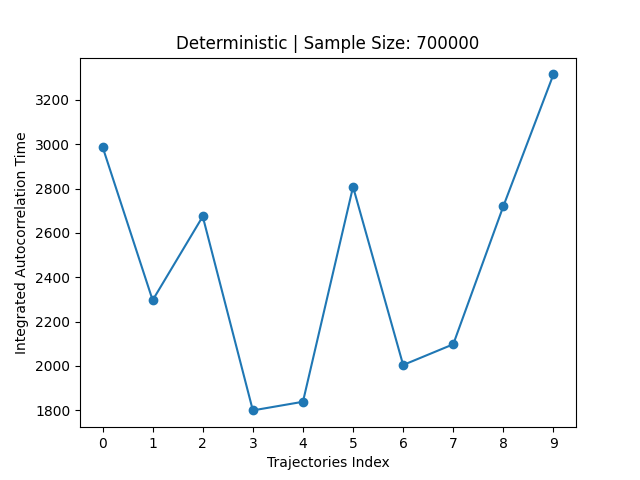 Deterministic | Sample Size: 700000
Integrated Autocorrelation Time
3200
3000
2800
2600
2400
2200
2000
1800
0 1 2 3 4 5 6 7 8 9
Trajectories Index